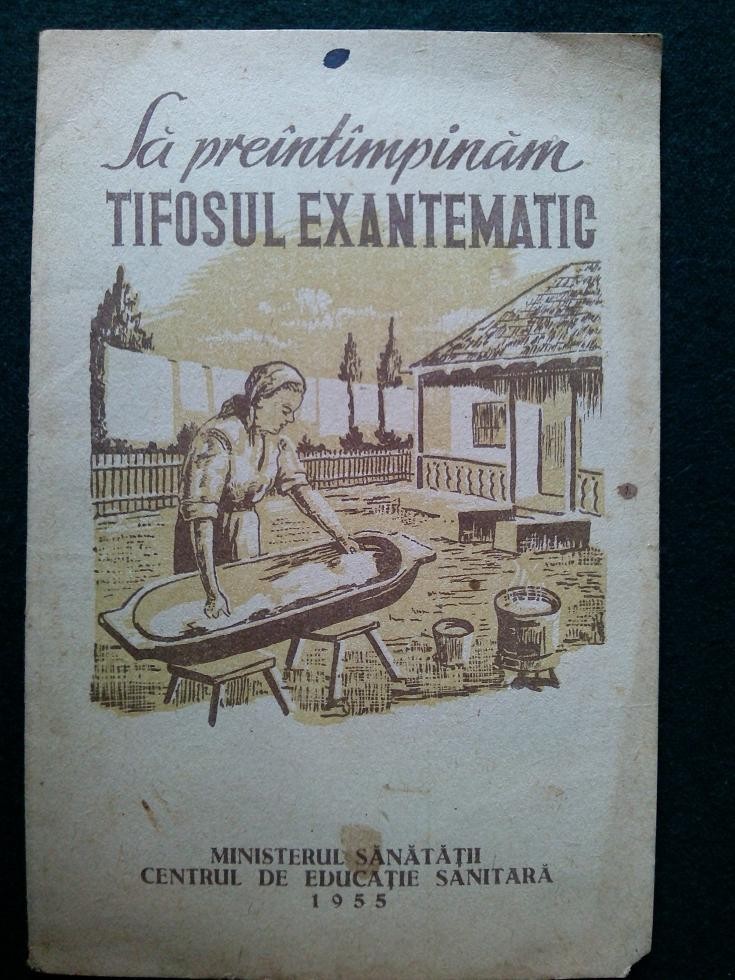 Să preîntîmpinăm
TIFOSUL EXANTEMATIC
MINISTERUL SĂNĂTĂȚII
CENTRUL DE EDUCAȚIE SANITARĂ
1955